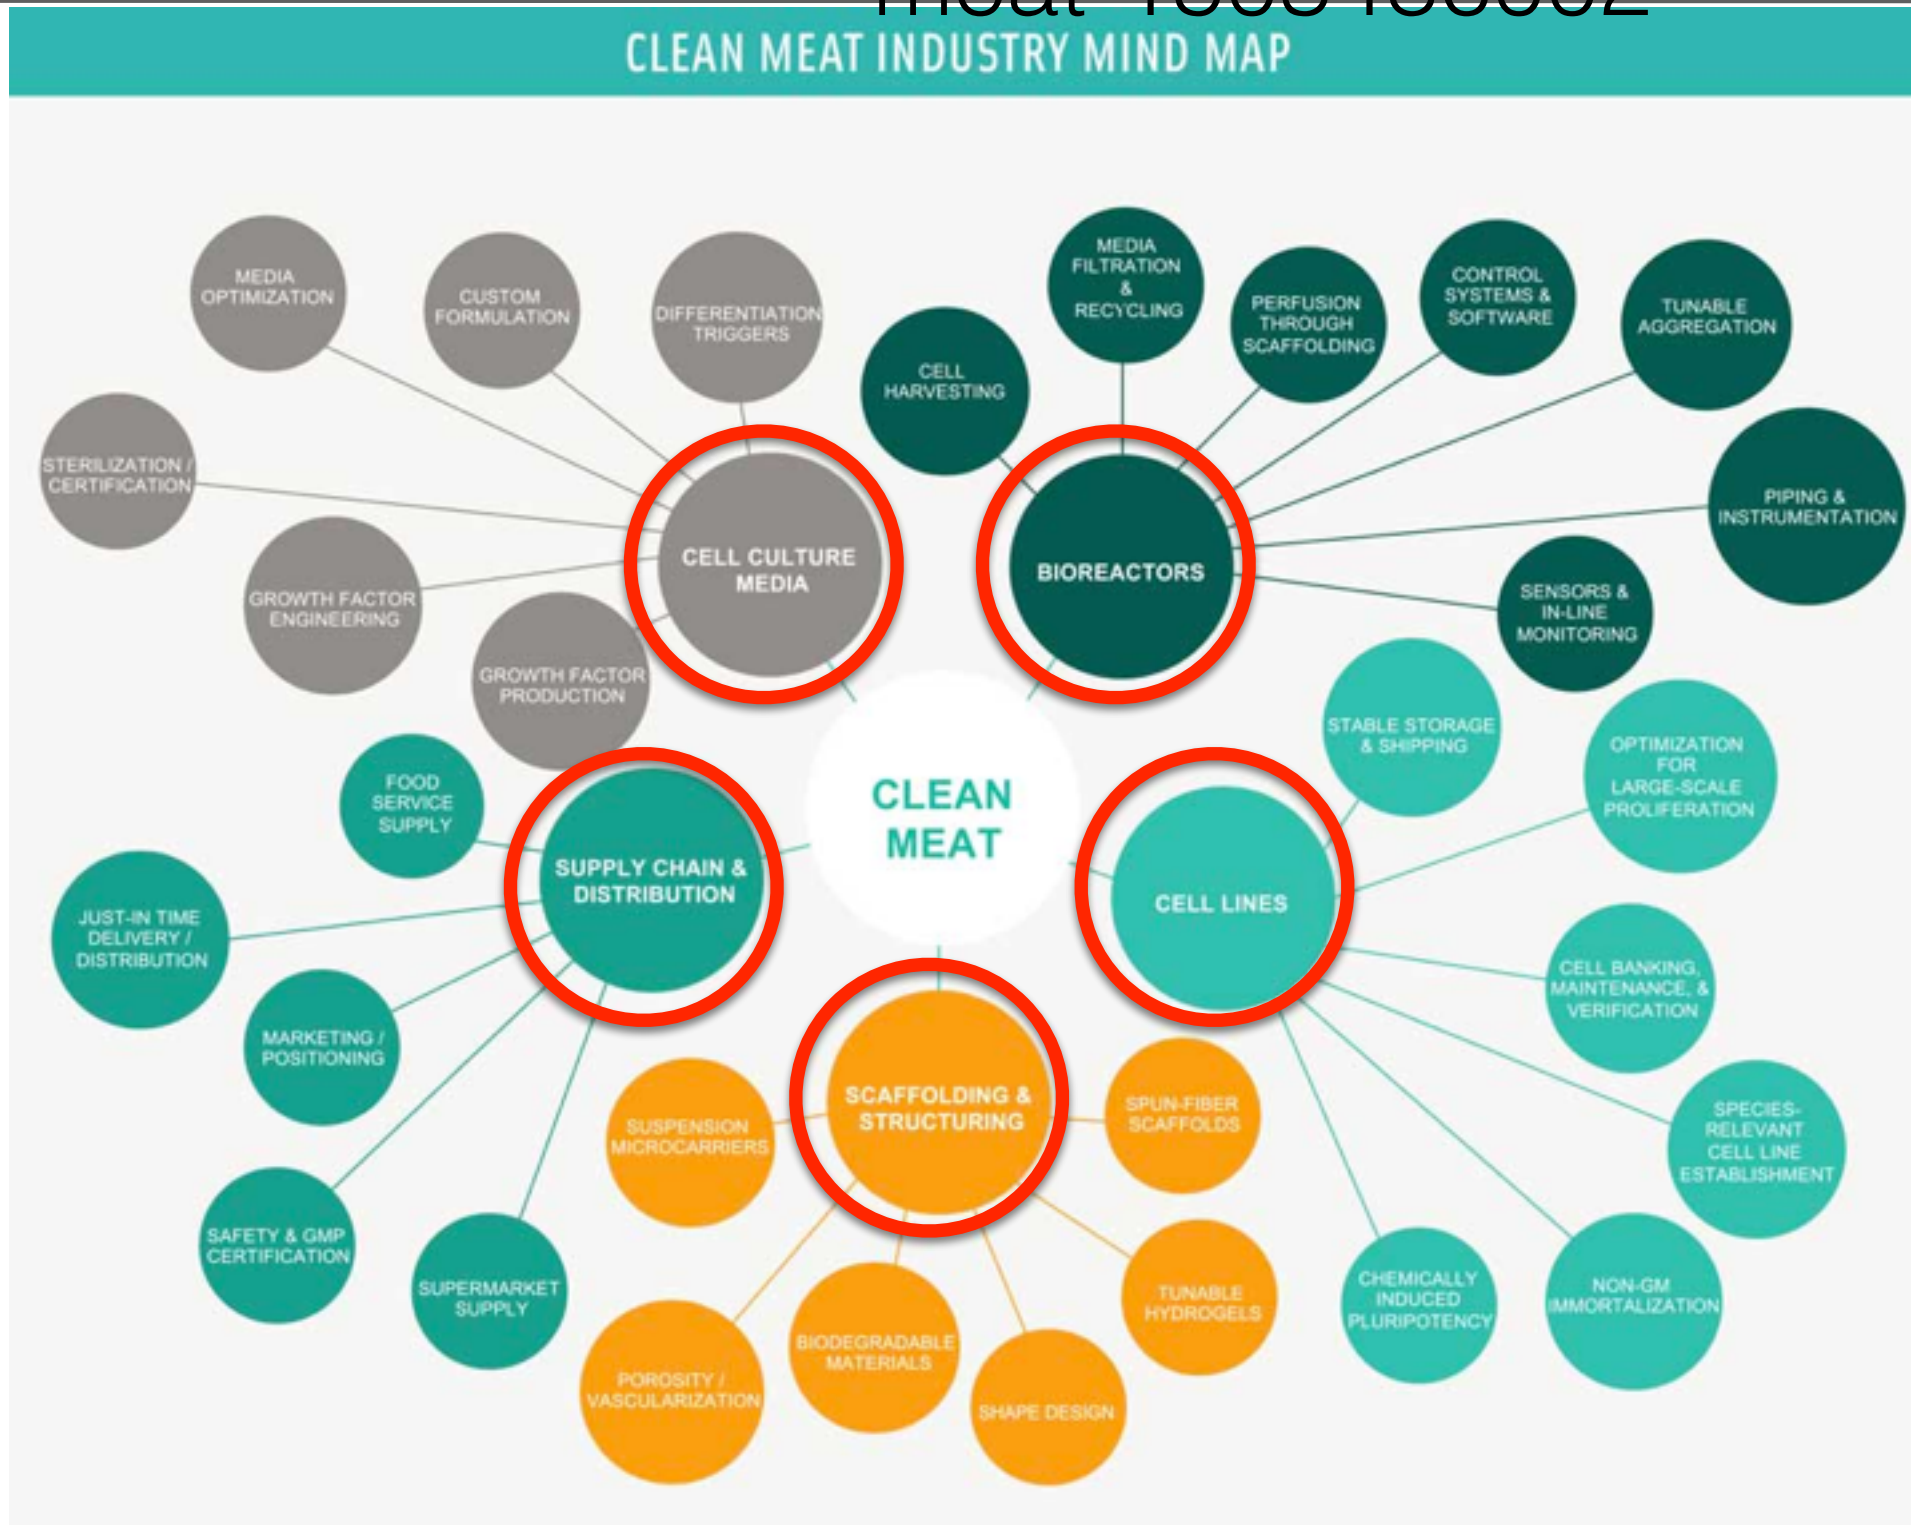 CLEAN MEAT INDUSTRY MIND MAP
MEDIA
OPTIMIZATION
CUSTOM
FORMULATION
DIFFERENTIATION
TRIGGERS
STERILIZATION /
CERTIFICATION
GROWTH FACTOR
ENGINEERING
GROWTH FACTOR
PRODUCTION
CELL CULTURE
MEDIA
CELL
HARVESTING
MEDIA
FILTRATION
&
RECYCLING
PERFUSION
THROUGH
SCAFFOLDING
CONTROL
SYSTEMS &
SOFTWARE
TUNABLE
AGGREGATION
PIPING &
INSTRUMENTATION
SENSORS &
IN-LINE
MONITORING
BIOREACTORS
CLEAN
MEAT
FOOD
SERVICE
SUPPLY
JUST-IN TIME
DELIVERY /
DISTRIBUTION
MARKETING /
POSITIONING
SAFETY & GMP
CERTIFICATION
SUPERMARKET
SUPPLY
SUPPLY CHAIN &
DISTRIBUTION
STABLE STORAGE
& SHIPPING
OPTIMIZATION
FOR
LARGE-SCALE
PROLIFERATION
CELL BANKING,
MAINTENANCE, &
VERIFICATION
SPECIES-
RELEVANT
CELL LINE
ESTABLISHMENT
NON-GM
IMMORTALIZATION
CHEMICALLY
INDUCED
PLURIPOTENCY
CELL LINES
SCAFFOLDING &
STRUCTURING
SUSPENSION
MICROCARRIERS
SPUN-FIBER
SCAFFOLDS
TUNABLE
HYDROGELS
SHAPE DESIGN
BIODEGRADABLE
MATERIALS
POROSITY /
VASCULARIZATION